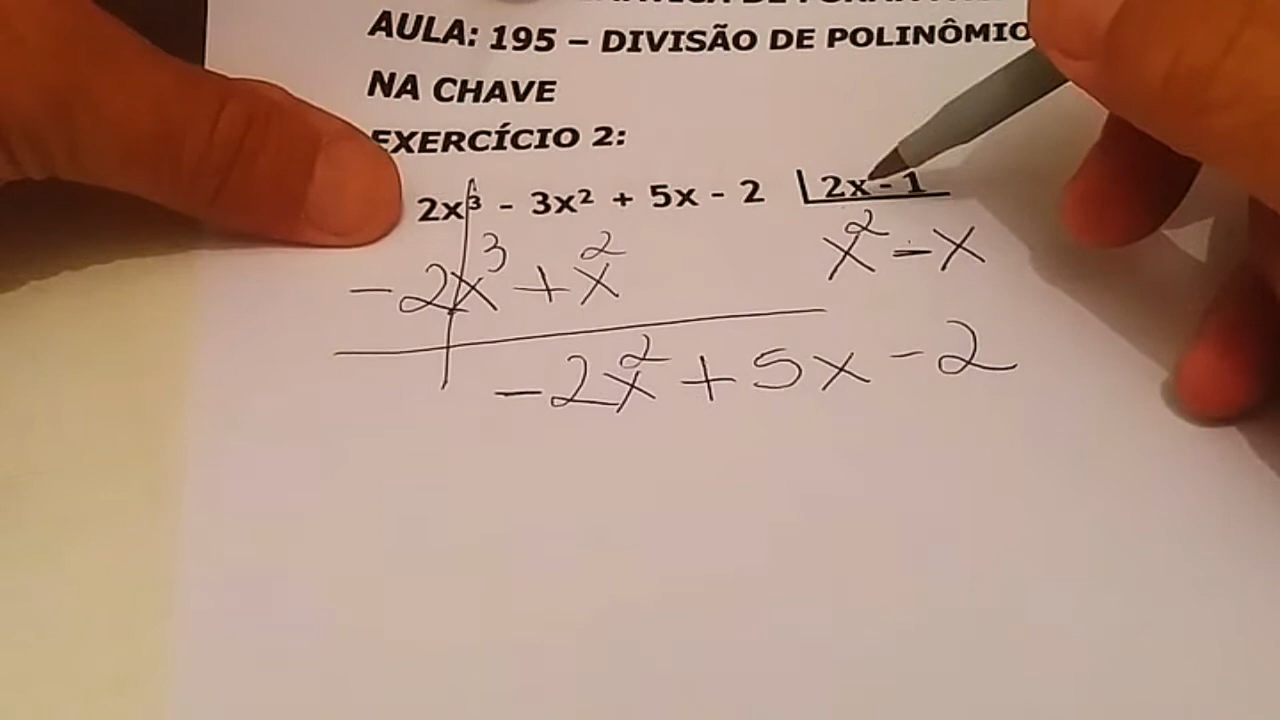 AULA: 195 – DIVISÃO DE POLINÔMIO
NA CHAVE
EXERCÍCIO 2:
2x³ - 3x² + 5x - 2 2x - 1
-2x³ + x² x² - x
-2x² + 5x - 2